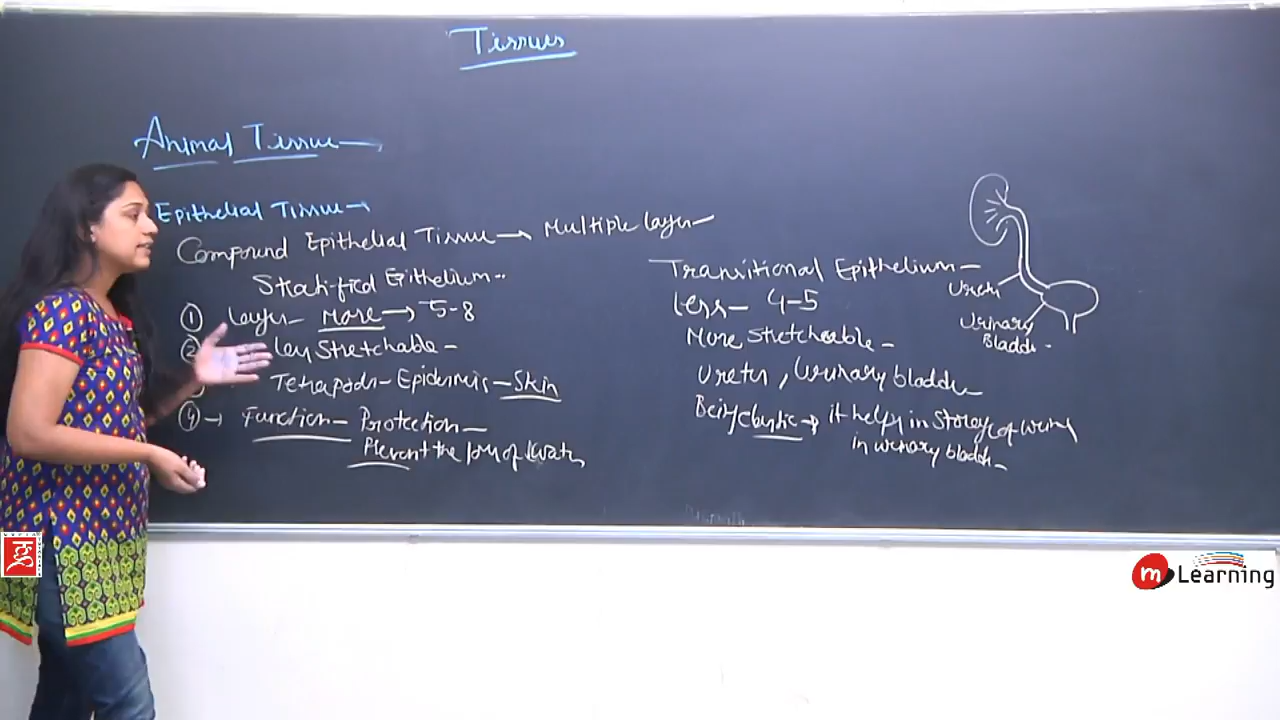 Tissues
Animal Tissue
Epithelial Tissue
Compound Epithelial Tissue → Multiple layer
Stratified Epithelium
① Layer - More → 5-8
② Less Stretchable -
Tetrapods - Epidermis - Skin
④ → Function - Protection -
Prevent the loss of water
Transitional Epithelium -
Less - 4-5
More Stretchable -
Ureter, Urinary bladder
Being elastic → it helps in storage of urine
in urinary bladder
Ureter
Urinary
Bladder
m Learning